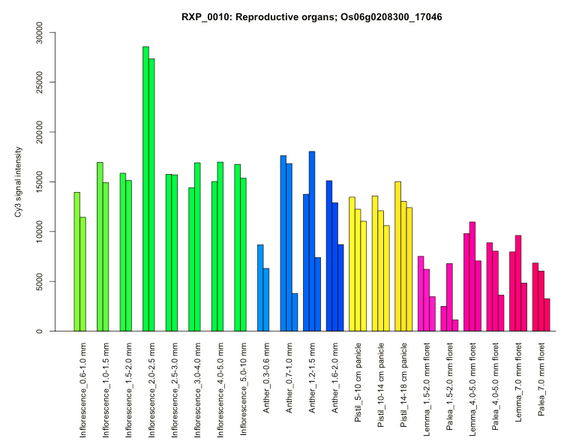 RXP_0010: Reproductive organs; Os06g0208300_17046
Cy3 signal intensity
30000
25000
20000
15000
10000
5000
0
Inflorescence_0.6-1.0 mm
Inflorescence_1.0-1.5 mm
Inflorescence_1.5-2.0 mm
Inflorescence_2.0-2.5 mm
Inflorescence_2.5-3.0 mm
Inflorescence_3.0-4.0 mm
Inflorescence_4.0-5.0 mm
Inflorescence_5.0-10 mm
Anther_0.3-0.6 mm
Anther_0.7-1.0 mm
Anther_1.2-1.5 mm
Anther_1.6-2.0 mm
Pistil_5-10 cm panicle
Pistil_10-14 cm panicle
Pistil_14-18 cm panicle
Lemma_1.5-2.0 mm floret
Palea_1.5-2.0 mm floret
Lemma_4.0-5.0 mm floret
Palea_4.0-5.0 mm floret
Lemma_7.0 mm floret
Palea_7.0 mm floret